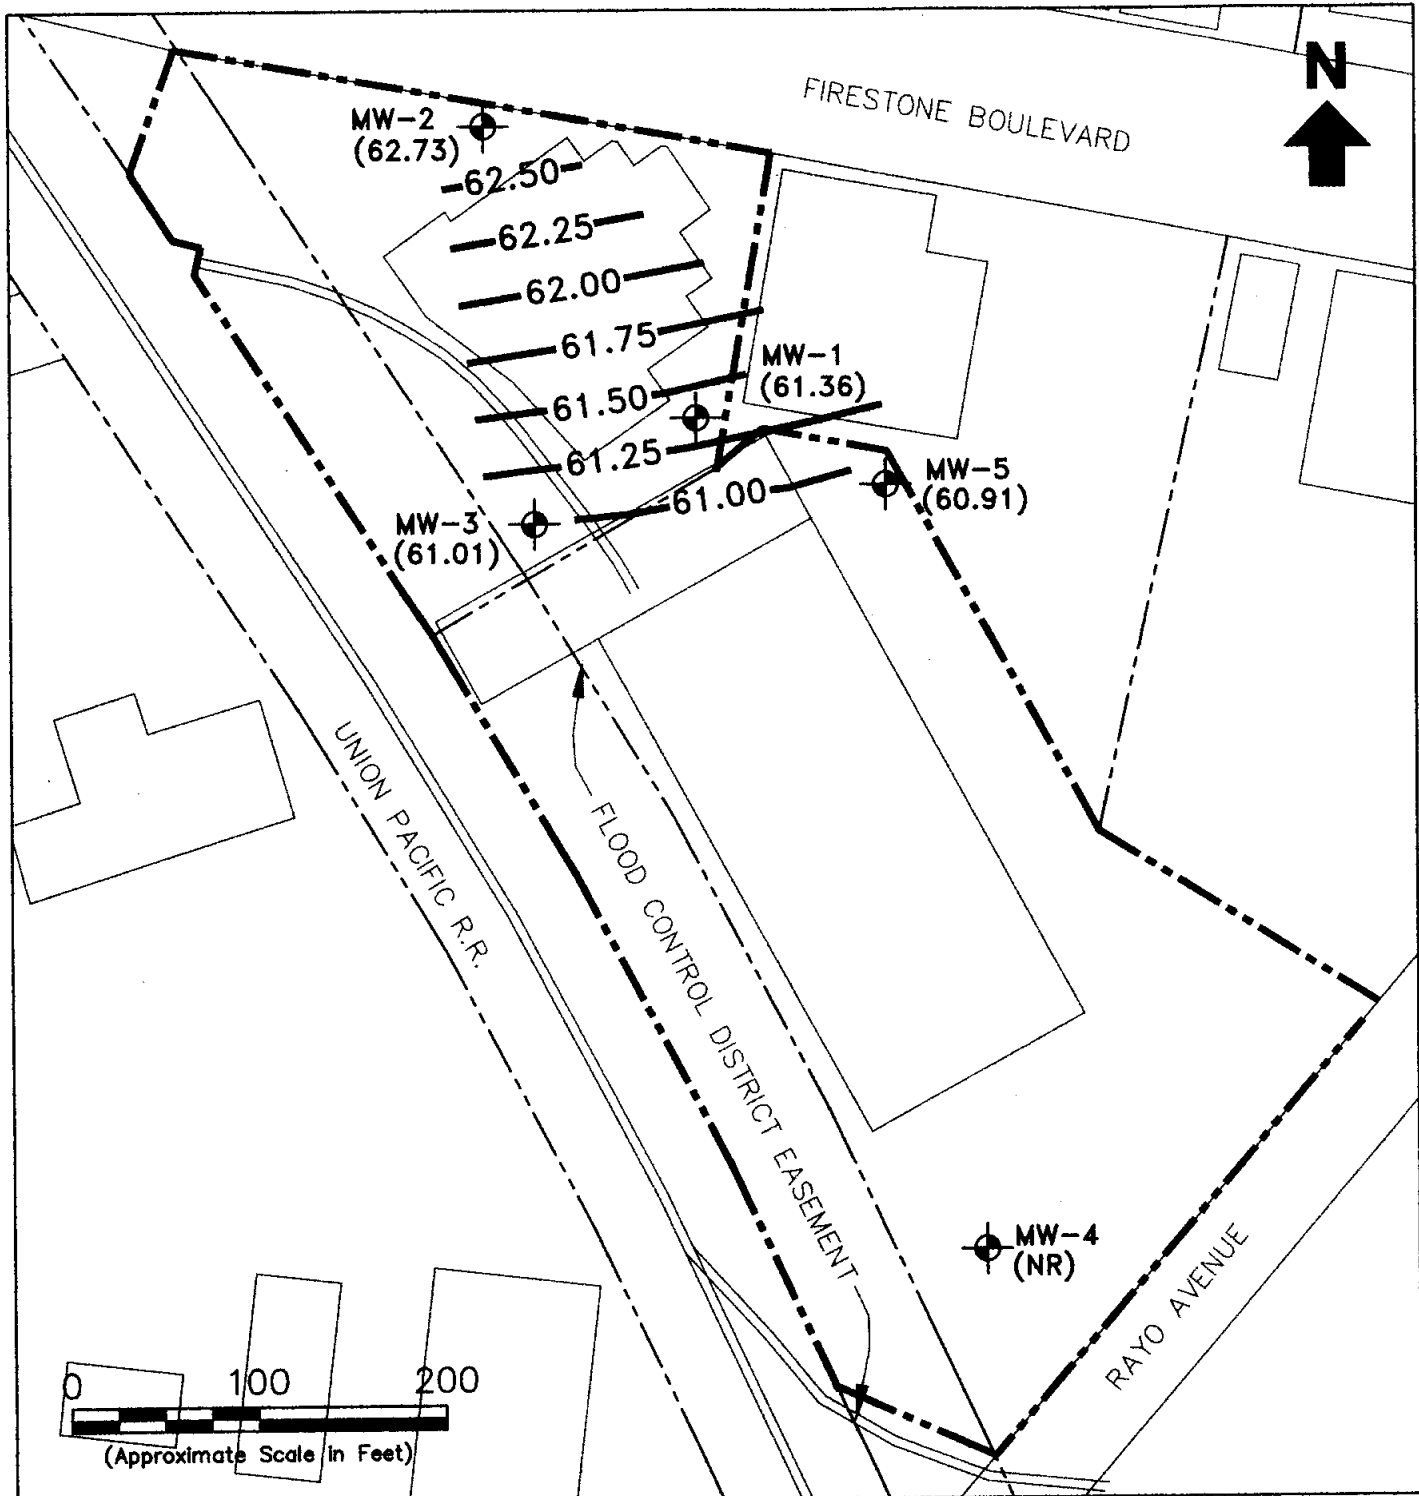 N
FIRESTONE BOULEVARD
MW-2
(62.73)
62.50
62.25
62.00
61.75
MW-1
(61.36)
61.50
61.25
61.00
MW-5
(60.91)
MW-3
(61.01)
UNION PACIFIC R.R.
FLOOD CONTROL DISTRICT EASEMENT
MW-4
(NR)
RAYO AVENUE
0 100 200
(Approximate Scale in Feet)